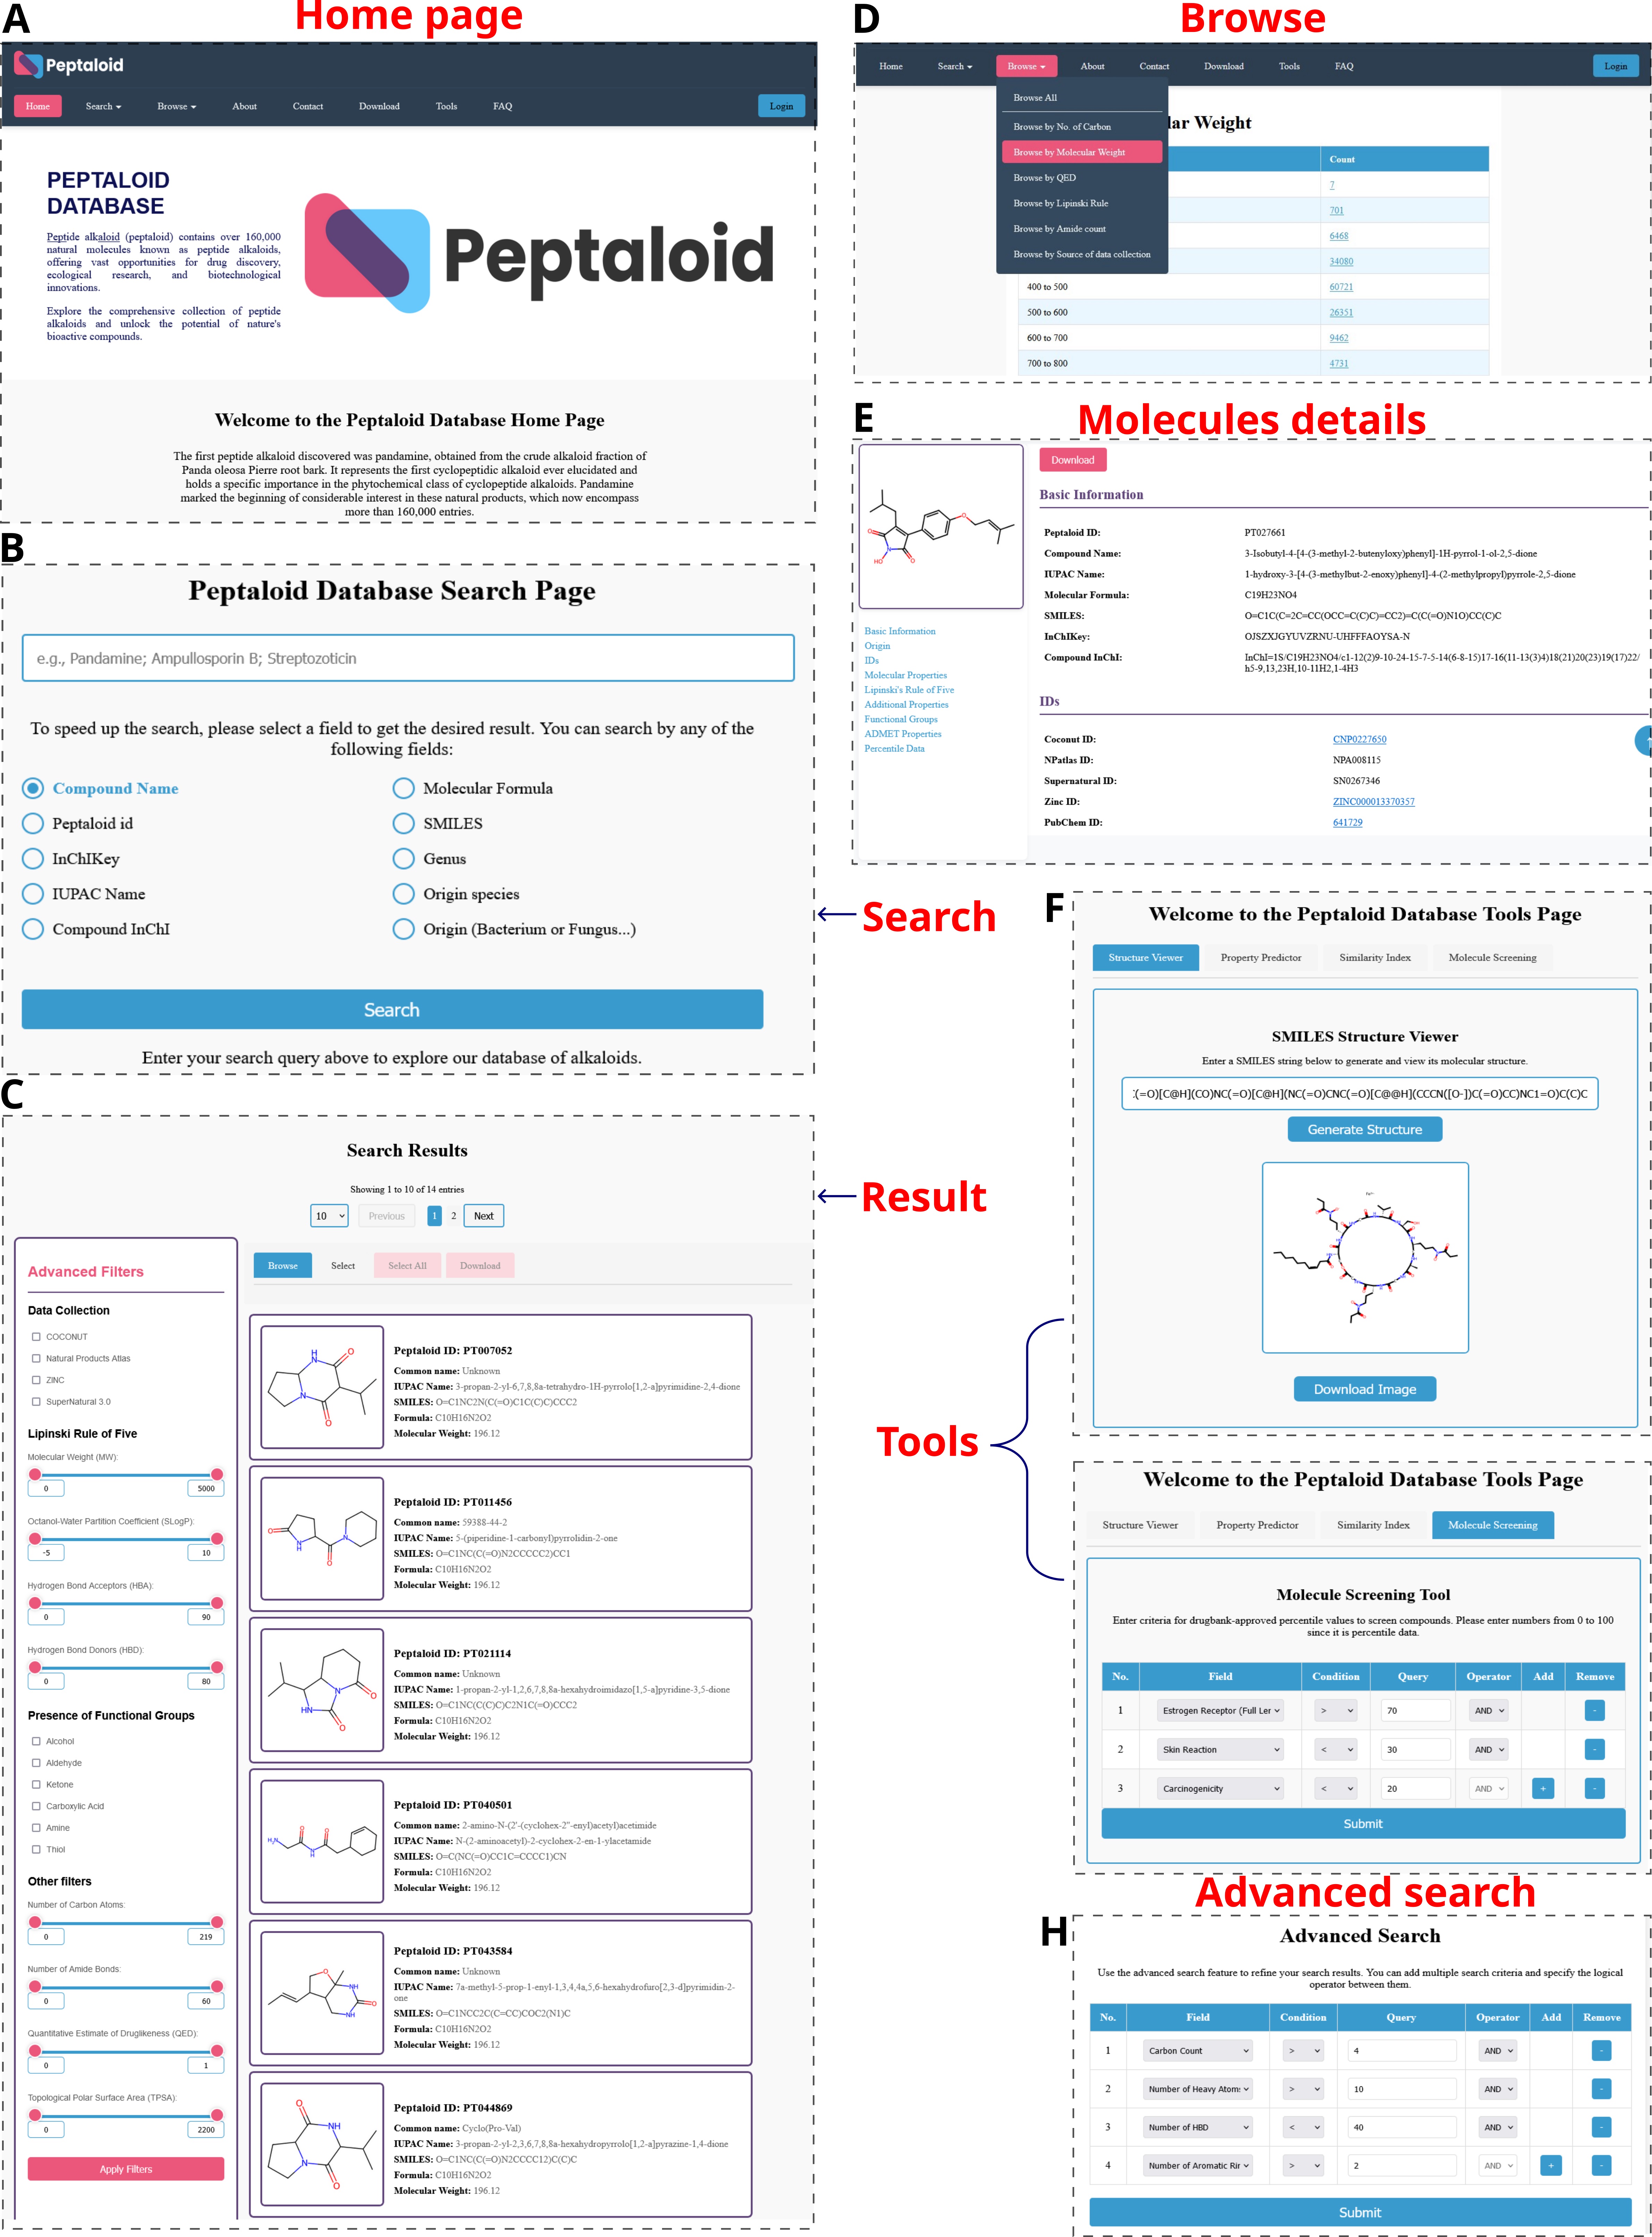 A
Home page
Peptaloid
Home
Search
Browse
About
Contact
Download
Tools
FAQ
Login
PEPTALOID
DATABASE
Peptide alkaloid (peptaloid) contains over 160,000
natural molecules known as peptide alkaloids,
offering vast opportunities for drug discovery,
ecological research, and biotechnological
innovations.
Explore the comprehensive collection of peptide
alkaloids and unlock the potential of nature's
bioactive compounds.
Peptaloid
Welcome to the Peptaloid Database Home Page
The first peptide alkaloid discovered was pandamine, obtained from the crude alkaloid fraction of
Panda oleosa Pierre root bark. It represents the first cyclopeptidic alkaloid ever elucidated and
holds a specific importance in the phytochemical class of cyclopeptide alkaloids. Pandamine
marked the beginning of considerable interest in these natural products, which now encompass
more than 160,000 entries.
B
Peptaloid Database Search Page
e.g., Pandamine; Ampullosporin B; Streptozoticin
To speed up the search, please select a field to get the desired result. You can search by any of the
following fields:
Compound Name
Molecular Formula
Peptaloid id
SMILES
InChIKey
Genus
IUPAC Name
Origin species
Compound InChI
Origin (Bacterium or Fungus...)
Search
Enter your search query above to explore our database of alkaloids.
Search
C
Search Results
Showing 1 to 10 of 14 entries
10
Previous
1
2
Next
Result
Advanced Filters
Data Collection
COCONUT
Natural Products Atlas
ZINC
SuperNatural 3.0
Lipinski Rule of Five
Molecular Weight (MW):
0
5000
Octanol-Water Partition Coefficient (SLogP):
-5
10
Hydrogen Bond Acceptors (HBA):
0
90
Hydrogen Bond Donors (HBD):
0
80
Presence of Functional Groups
Alcohol
Aldehyde
Ketone
Carboxylic Acid
Amine
Thiol
Other filters
Number of Carbon Atoms:
0
219
Number of Amide Bonds:
0
60
Quantitative Estimate of Druglikeness (QED):
0
1
Topological Polar Surface Area (TPSA):
0
2200
Apply Filters
Browse
Select
Select All
Download
Peptaloid ID: PT007052
Common name: Unknown
IUPAC Name: 3-propan-2-yl-6,7,8,8a-tetrahydro-1H-pyrrolo[1,2-a]pyrimidine-2,4-dione
SMILES: O=C1NC2N(C(=O)C1C(C)C)CCC2
Formula: C10H16N2O2
Molecular Weight: 196.12
Peptaloid ID: PT011456
Common name: 59388-44-2
IUPAC Name: 5-(piperidine-1-carbonyl)pyrrolidin-2-one
SMILES: O=C1NC(C(=O)N2CCCCC2)CC1
Formula: C10H16N2O2
Molecular Weight: 196.12
Peptaloid ID: PT021114
Common name: Unknown
IUPAC Name: 1-propan-2-yl-1,2,6,7,8,8a-hexahydroimidazo[1,5-a]pyridine-3,5-dione
SMILES: O=C1NC(C(C)C)C2N1C(=O)CCC2
Formula: C10H16N2O2
Molecular Weight: 196.12
Peptaloid ID: PT040501
Common name: 2-amino-N-(2'-(cyclohex-2"-enyl)acetyl)acetimide
IUPAC Name: N-(2-aminoacetyl)-2-cyclohex-2-en-1-ylacetamide
SMILES: O=C(NC(=O)CC1C=CCCC1)CN
Formula: C10H16N2O2
Molecular Weight: 196.12
Peptaloid ID: PT043584
Common name: Unknown
IUPAC Name: 7a-methyl-5-prop-1-enyl-1,3,4,4a,5,6-hexahydrofuro[2,3-d]pyrimidin-2-
one
SMILES: O=C1NCC2C(C=CC)COC2(N1)C
Formula: C10H16N2O2
Molecular Weight: 196.12
Peptaloid ID: PT044869
Common name: Cyclo(Pro-Val)
IUPAC Name: 3-propan-2-yl-2,3,6,7,8,8a-hexahydropyrrolo[1,2-a]pyrazine-1,4-dione
SMILES: O=C1NC(C(=O)N2CCCC12)C(C)C
Formula: C10H16N2O2
Molecular Weight: 196.12
D
Browse
Home
Search
Browse
About
Contact
Download
Tools
FAQ
Login
Browse All
Browse by No. of Carbon
Browse by Molecular Weight
Browse by QED
Browse by Lipinski Rule
Browse by Amide count
Browse by Source of data collection
lar Weight
Count
7
701
6468
34080
400 to 500
60721
500 to 600
26351
600 to 700
9462
700 to 800
4731
E
Molecules details
Basic Information
Origin
IDs
Molecular Properties
Lipinski's Rule of Five
Additional Properties
Functional Groups
ADMET Properties
Percentile Data
Download
Basic Information
Peptaloid ID: PT027661
Compound Name: 3-Isobutyl-4-[4-(3-methyl-2-butenyloxy)phenyl]-1H-pyrrol-1-ol-2,5-dione
IUPAC Name: 1-hydroxy-3-[4-(3-methylbut-2-enoxy)phenyl]-4-(2-methylpropyl)pyrrole-2,5-dione
Molecular Formula: C19H23NO4
SMILES: O=C1C(C=2C=CC(OCC=C(C)C)=CC2)=C(C(=O)N1O)CC(C)C
InChIKey: OJSZXJGYUVZRNU-UHFFFAOYSA-N
Compound InChI: InChI=1S/C19H23NO4/c1-12(2)9-10-24-15-7-5-14(6-8-15)17-16(11-13(3)4)18(21)20(23)19(17)22/
h5-9,13,23H,10-11H2,1-4H3
IDs
Coconut ID: CNP0227650
NPatlas ID: NPA008115
Supernatural ID: SN0267346
Zinc ID: ZINC000013370357
PubChem ID: 641729
F
Welcome to the Peptaloid Database Tools Page
Structure Viewer
Property Predictor
Similarity Index
Molecule Screening
SMILES Structure Viewer
Enter a SMILES string below to generate and view its molecular structure.
(=O)[C@H](CO)NC(=O)[C@H](NC(=O)CNC(=O)[C@@H](CCCN([O-])C(=O)CC)NC1=O)C(C)C
Generate Structure
Download Image
Tools
Welcome to the Peptaloid Database Tools Page
Structure Viewer
Property Predictor
Similarity Index
Molecule Screening
Molecule Screening Tool
Enter criteria for drugbank-approved percentile values to screen compounds. Please enter numbers from 0 to 100
since it is percentile data.
No. Field Condition Query Operator Add Remove
1 Estrogen Receptor (Full Ler > 70 AND -
2 Skin Reaction < 30 AND -
3 Carcinogenicity < 20 AND + -
Submit
Advanced search
H
Advanced Search
Use the advanced search feature to refine your search results. You can add multiple search criteria and specify the logical
operator between them.
No. Field Condition Query Operator Add Remove
1 Carbon Count > 4 AND -
2 Number of Heavy Atom > 10 AND -
3 Number of HBD < 40 AND -
4 Number of Aromatic Rir > 2 AND + -
Submit